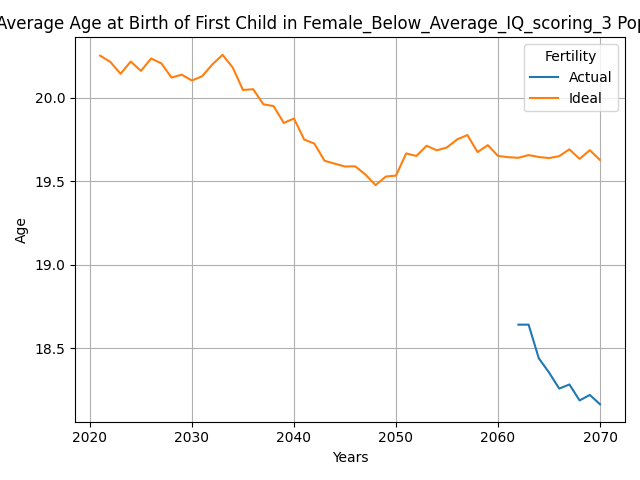 Average Age at Birth of First Child in Female_Below_Average_IQ_scoring_3 Pop
Fertility
Actual
Ideal
20.0
19.5
19.0
18.5
Age
2020 2030 2040 2050 2060 2070
Years